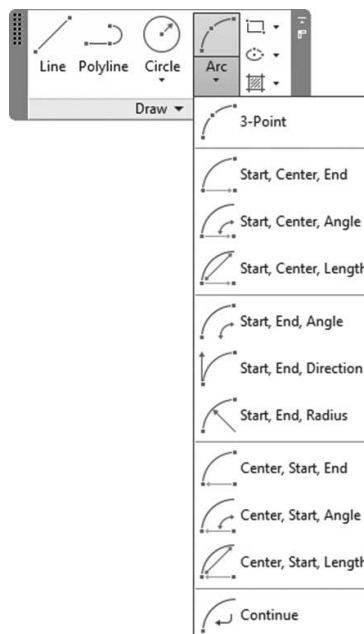 Line Polyline Circle Arc
Draw
3-Point
Start, Center, End
Start, Center, Angle
Start, Center, Length
Start, End, Angle
Start, End, Direction
Start, End, Radius
Center, Start, End
Center, Start, Angle
Center, Start, Length
Continue